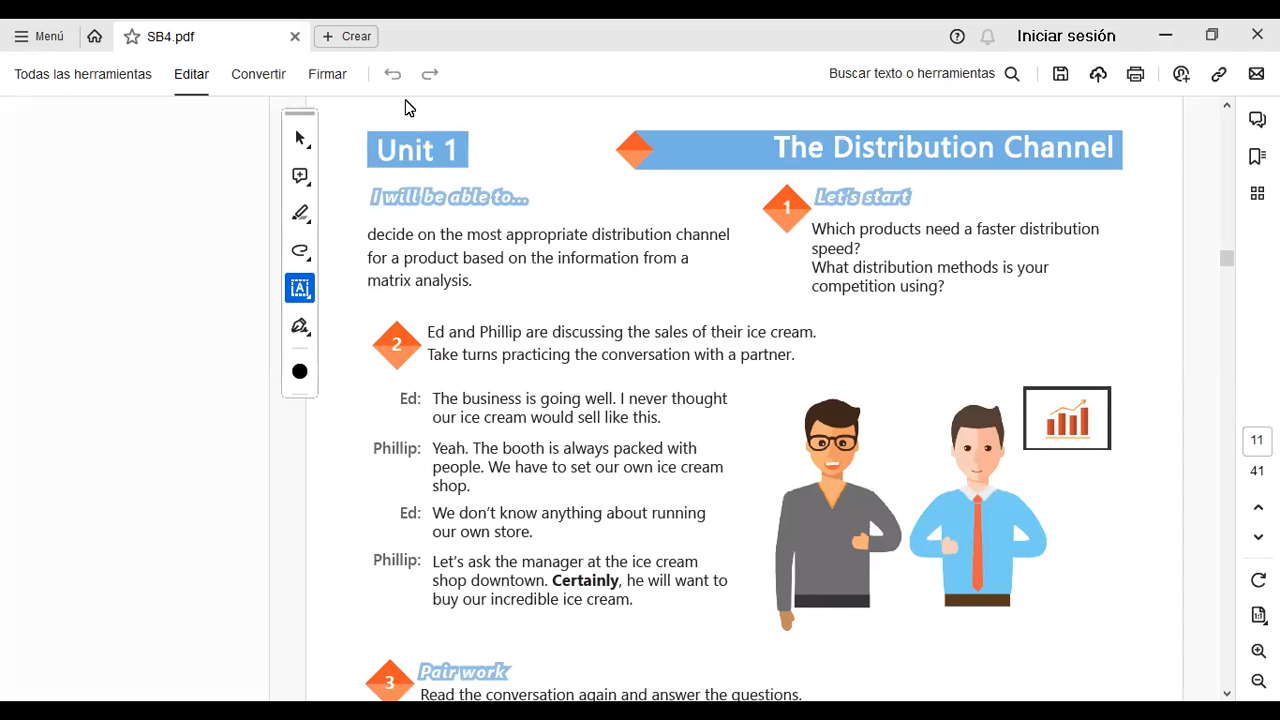 Menú
SB4.pdf
Crear
Iniciar sesión
Todas las herramientas
Editar
Convertir
Firmar
Buscar texto o herramientas
Unit 1
The Distribution Channel
I will be able to...
decide on the most appropriate distribution channel
for a product based on the information from a
matrix analysis.
1
Let's start
Which products need a faster distribution
speed?
What distribution methods is your
competition using?
2
Ed and Phillip are discussing the sales of their ice cream.
Take turns practicing the conversation with a partner.
Ed: The business is going well. I never thought
our ice cream would sell like this.
Phillip: Yeah. The booth is always packed with
people. We have to set our own ice cream
shop.
Ed: We don't know anything about running
our own store.
Phillip: Let's ask the manager at the ice cream
shop downtown. Certainly, he will want to
buy our incredible ice cream.
3
Pair work
Read the conversation again and answer the questions.
11
41
1:1